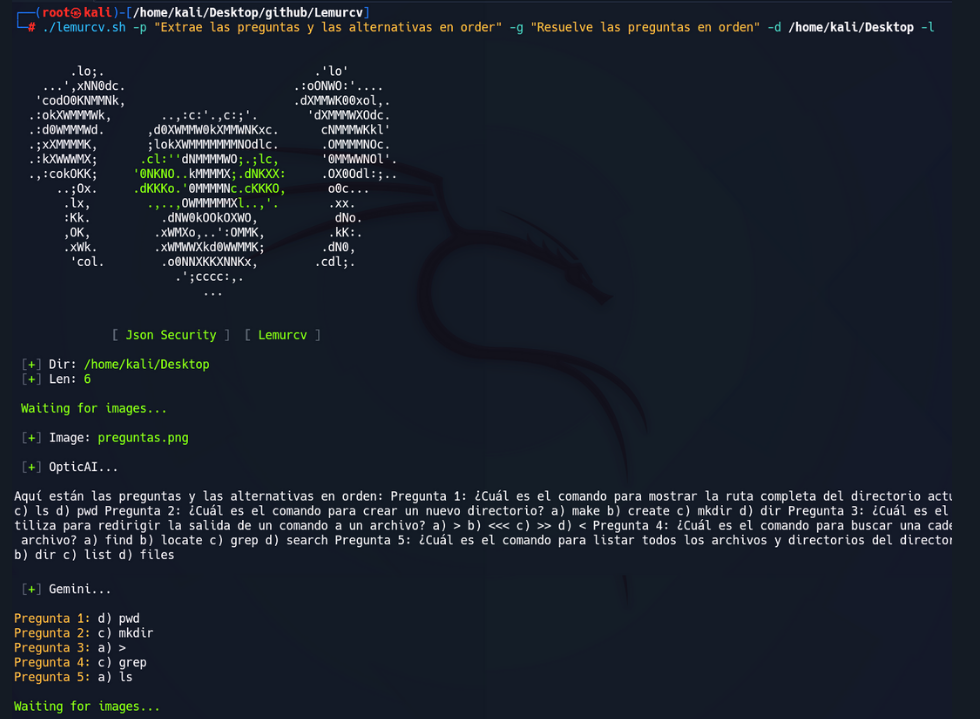 ┌──(root㉿kali)-[/home/kali/Desktop/github/Lemurcv]
└─# ./lemurcv.sh -p "Extrae las preguntas y las alternativas en order" -g "Resuelve las preguntas en orden" -d /home/kali/Desktop -l
.lo;. .'lo'
...',xNN0dc. .:oONWO:'....
'codO0KNMMNk, .dXMMWK00xol,.
.:okXWMMMWk, ..,:c:'.,c:;'. 'dXMMMWXOdc.
.:d0WMMMWd. ,d0XWMMW0kXMMWNKxc. cNMMMWKkl'
.;xXMMMMK, ;lokXWMMMMMMMNOdlc. .OMMMMNOc.
.:kXWWWMX; .cl:''dNMMMMWO;.;lc, '0MMWWNOl'.
.,:cokOKK; '0NKNO..kMMMMX;.dNKXX: .OX0Odl:;..
..;Ox. .dKKKo.'0MMMMNc.cKKKO, o0c...
.lx, .,..,OWMMMMMXl..,'. .xx.
:Kk. .dNW0kOOkOXWO, dNo.
,OK, .xWMXo,..':OMMK, .kK:.
.xWk. .xWMWWXkd0WWMMK; .dN0,
'col. .o0NNXKKXNNKx, .cdl;.
.';cccc:,.
...
[ Json Security ] [ Lemurcv ]
[+] Dir: /home/kali/Desktop
[+] Len: 6
Waiting for images...
[+] Image: preguntas.png
[+] OpticAI...
Aquí están las preguntas y las alternativas en orden: Pregunta 1: ¿Cuál es el comando para mostrar la ruta completa del directorio actu
c) ls d) pwd Pregunta 2: ¿Cuál es el comando para crear un nuevo directorio? a) make b) create c) mkdir d) dir Pregunta 3: ¿Cuál es el
tiliza para redirigir la salida de un comando a un archivo? a) > b) <<< c) >> d) < Pregunta 4: ¿Cuál es el comando para buscar una cade
archivo? a) find b) locate c) grep d) search Pregunta 5: ¿Cuál es el comando para listar todos los archivos y directorios del director
b) dir c) list d) files
[+] Gemini...
Pregunta 1: d) pwd
Pregunta 2: c) mkdir
Pregunta 3: a) >
Pregunta 4: c) grep
Pregunta 5: a) ls
Waiting for images...